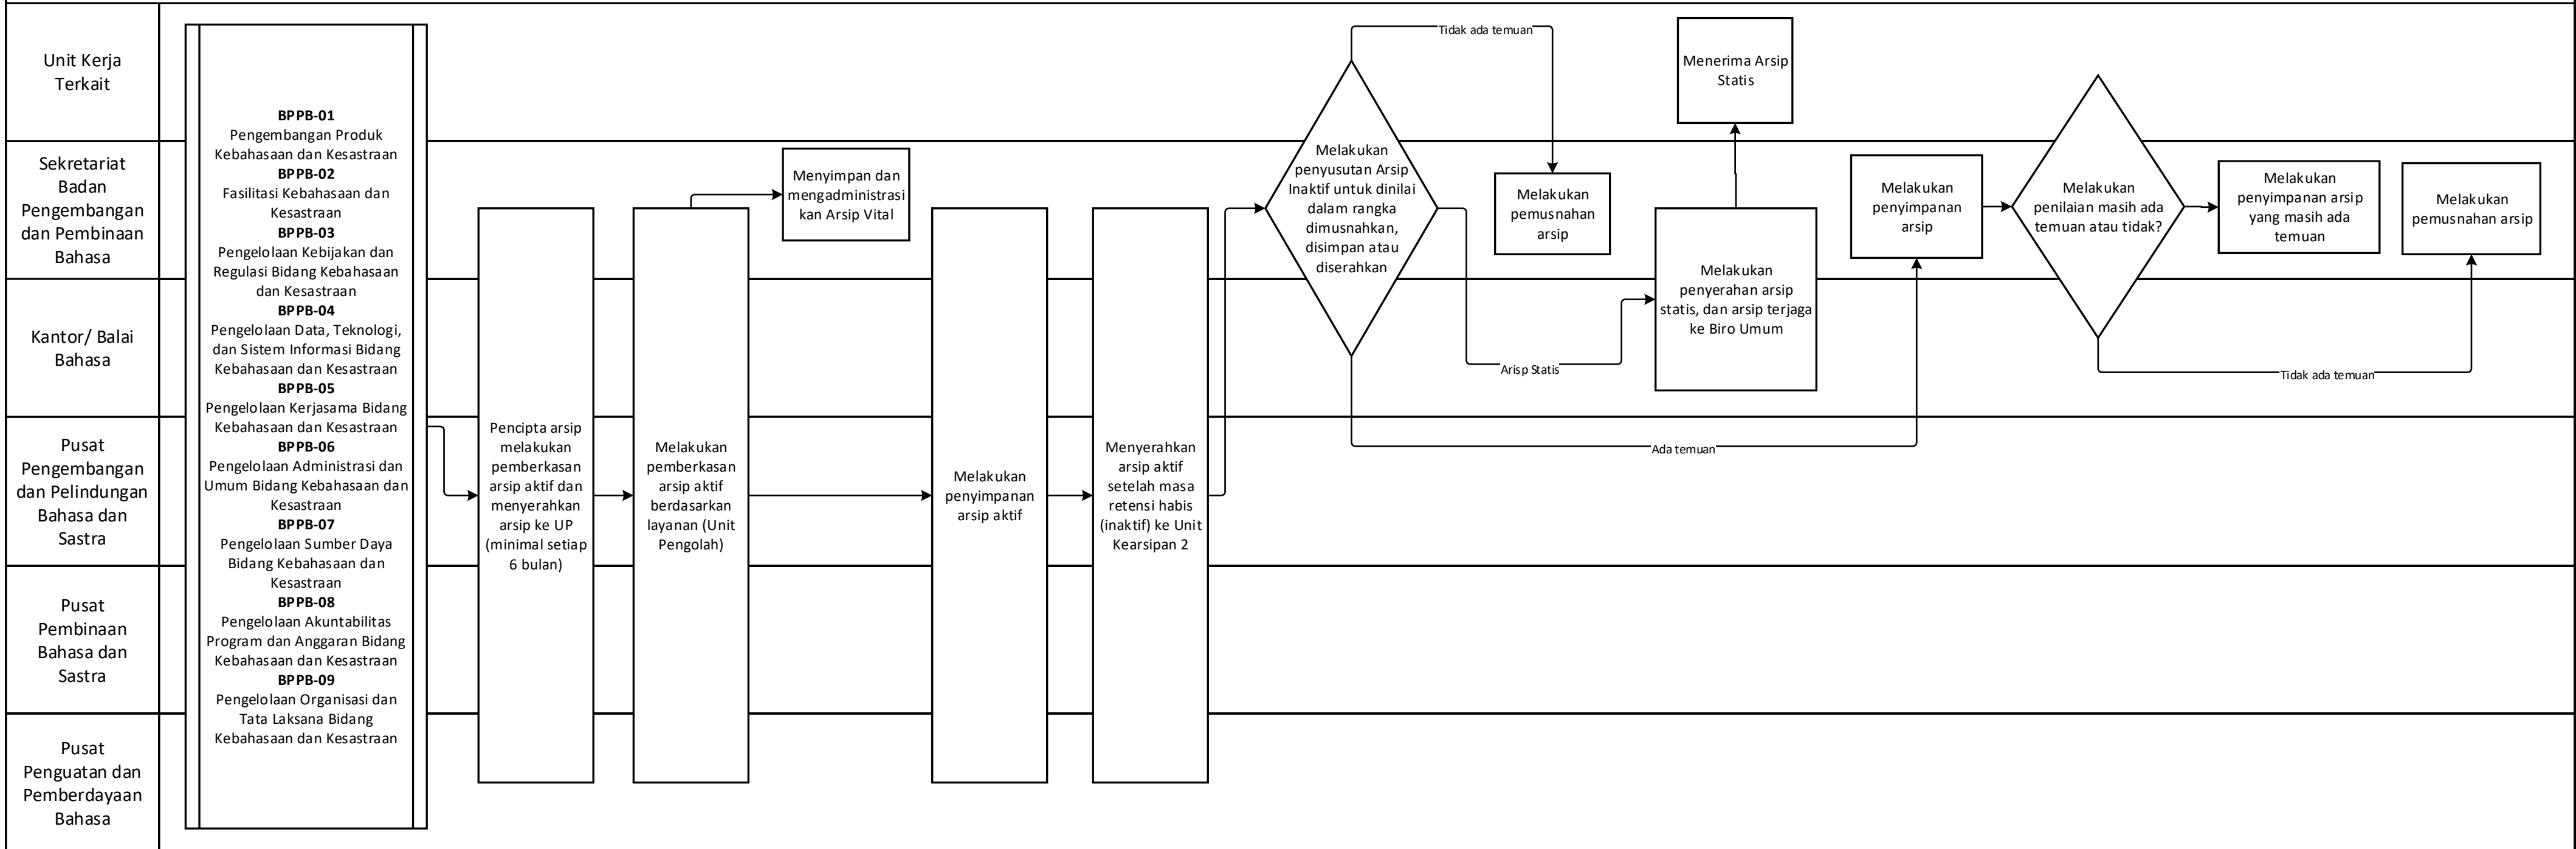 Unit Kerja
Terkait
Sekretariat
Badan
Pengembangan
dan Pembinaan
Bahasa
Kantor/ Balai
Bahasa
Pusat
Pengembangan
dan Pelindungan
Bahasa dan
Sastra
Pusat
Pembinaan
Bahasa dan
Sastra
Pusat
Penguatan dan
Pemberdayaan
Bahasa
BPPB-01
Pengembangan Produk
Kebahasaan dan Kesastraan
BPPB-02
Fasilitasi Kebahasaan dan
Kesastraan
BPPB-03
Pengelolaan Kebijakan dan
Regulasi Bidang Kebahasaan
dan Kesastraan
BPPB-04
Pengelolaan Data, Teknologi,
dan Sistem Informasi Bidang
Kebahasaan dan Kesastraan
BPPB-05
Pengelolaan Kerjasama Bidang
Kebahasaan dan Kesastraan
BPPB-06
Pengelolaan Administrasi dan
Umum Bidang Kebahasaan dan
Kesastraan
BPPB-07
Pengelolaan Sumber Daya
Bidang Kebahasaan dan
Kesastraan
BPPB-08
Pengelolaan Akuntabilitas
Program dan Anggaran Bidang
Kebahasaan dan Kesastraan
BPPB-09
Pengelolaan Organisasi dan
Tata Laksana Bidang
Kebahasaan dan Kesastraan
Pencipta arsip
melakukan
pemberkasan
arsip aktif dan
menyerahkan
arsip ke UP
(minimal setiap
6 bulan)
Melakukan
pemberkasan
arsip aktif
berdasarkan
layanan (Unit
Pengolah)
Menyimpan dan
mengadministrasi
kan Arsip Vital
Melakukan
penyimpanan
arsip aktif
Menyerahkan
arsip aktif
setelah masa
retensi habis
(inaktif) ke Unit
Kearsipan 2
Melakukan
penyusutan Arsip
Inaktif untuk dinilai
dalam rangka
dimusnahkan,
disimpan atau
diserahkan
Tidak ada temuan
Melakukan
pemusnahan
arsip
Arisp Statis
Ada temuan
Menerima Arsip
Statis
Melakukan
penyerahan arsip
statis, dan arsip terjaga
ke Biro Umum
Melakukan
penyimpanan
arsip
Melakukan
penilaian masih ada
temuan atau tidak?
Melakukan
penyimpanan arsip
yang masih ada
temuan
Tidak ada temuan
Melakukan
pemusnahan arsip